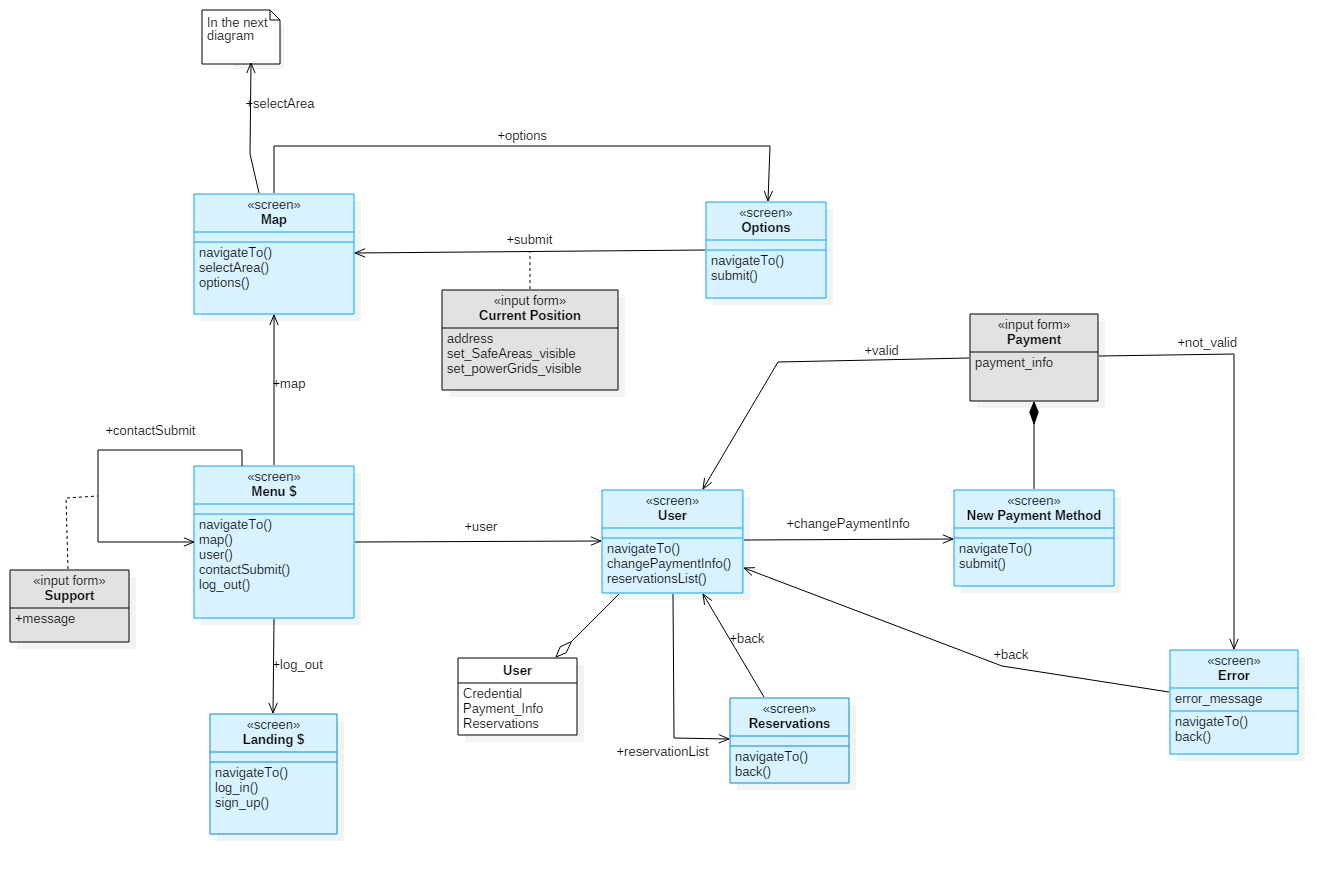 In the next
diagram
+selectArea
+options
«screen»
Map
navigateTo()
selectArea()
options()
«screen»
Options
navigateTo()
submit()
+submit
«input form»
Current Position
address
set_SafeAreas_visible
set_powerGrids_visible
«input form»
Payment
payment_info
+valid
+not_valid
+map
+contactSubmit
«screen»
Menu $
navigateTo()
map()
user()
contactSubmit()
log_out()
+user
«screen»
User
navigateTo()
changePaymentInfo()
reservationsList()
+changePaymentInfo
«screen»
New Payment Method
navigateTo()
submit()
«input form»
Support
+message
+log_out
User
Credential
Payment_Info
Reservations
+back
+back
+reservationList
«screen»
Reservations
navigateTo()
back()
«screen»
Error
error_message
navigateTo()
back()
«screen»
Landing $
navigateTo()
log_in()
sign_up()